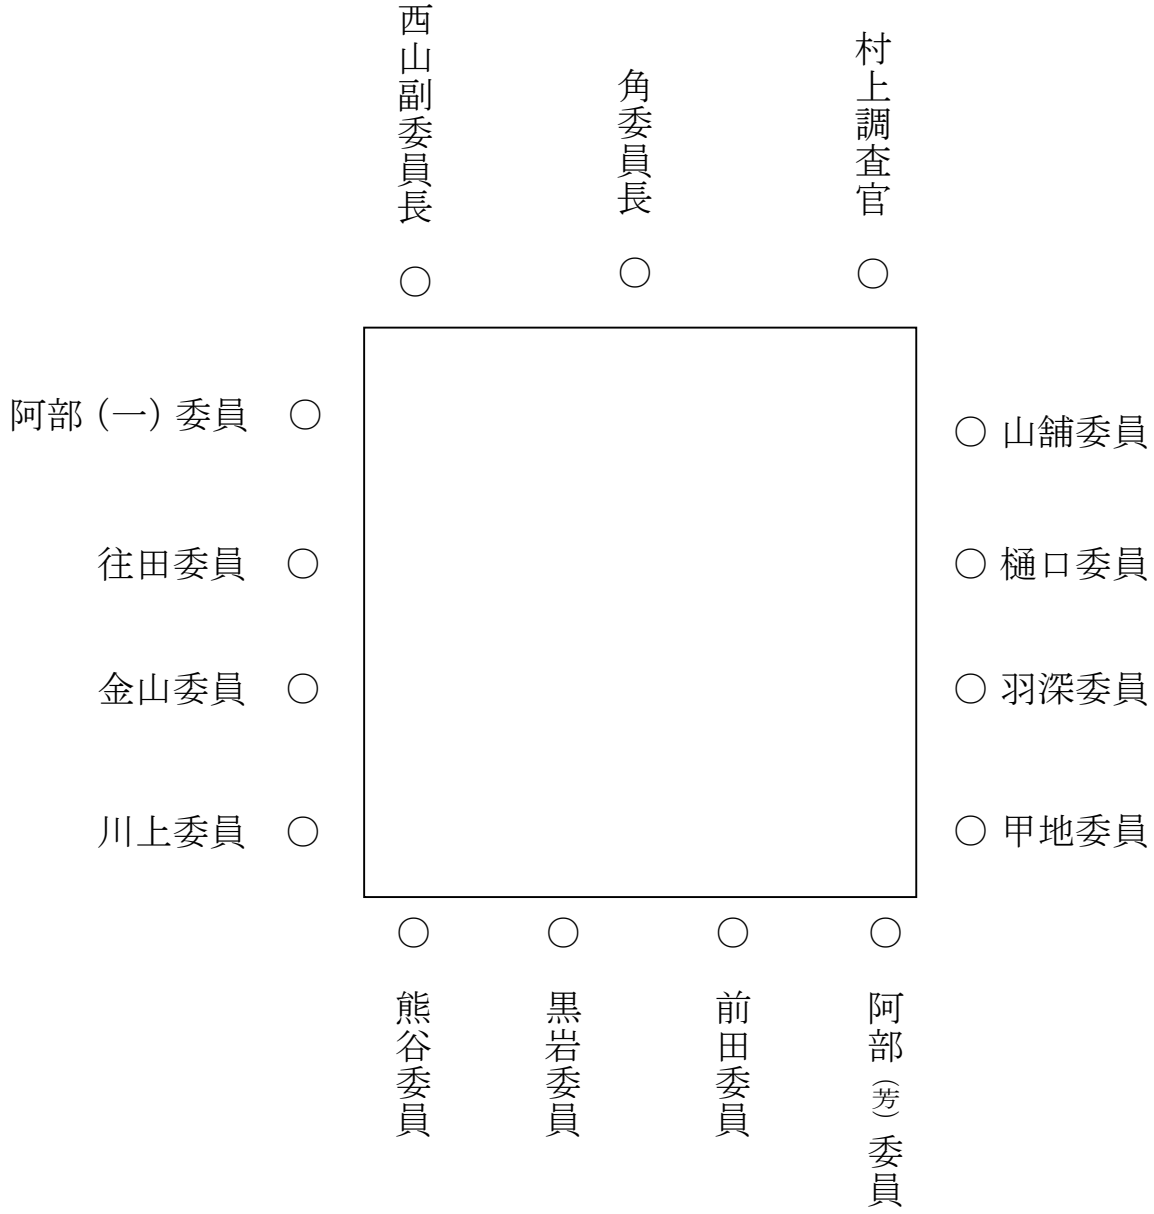 西山副委員長
角委員長
村上調査官
○
○
○
阿部（一）委員 ○
○ 山舗委員
往田委員 ○
○ 樋口委員
金山委員 ○
○ 羽深委員
川上委員 ○
○ 甲地委員
○
○
○
○
熊谷委員
黒岩委員
前田委員
阿部（芳）委員